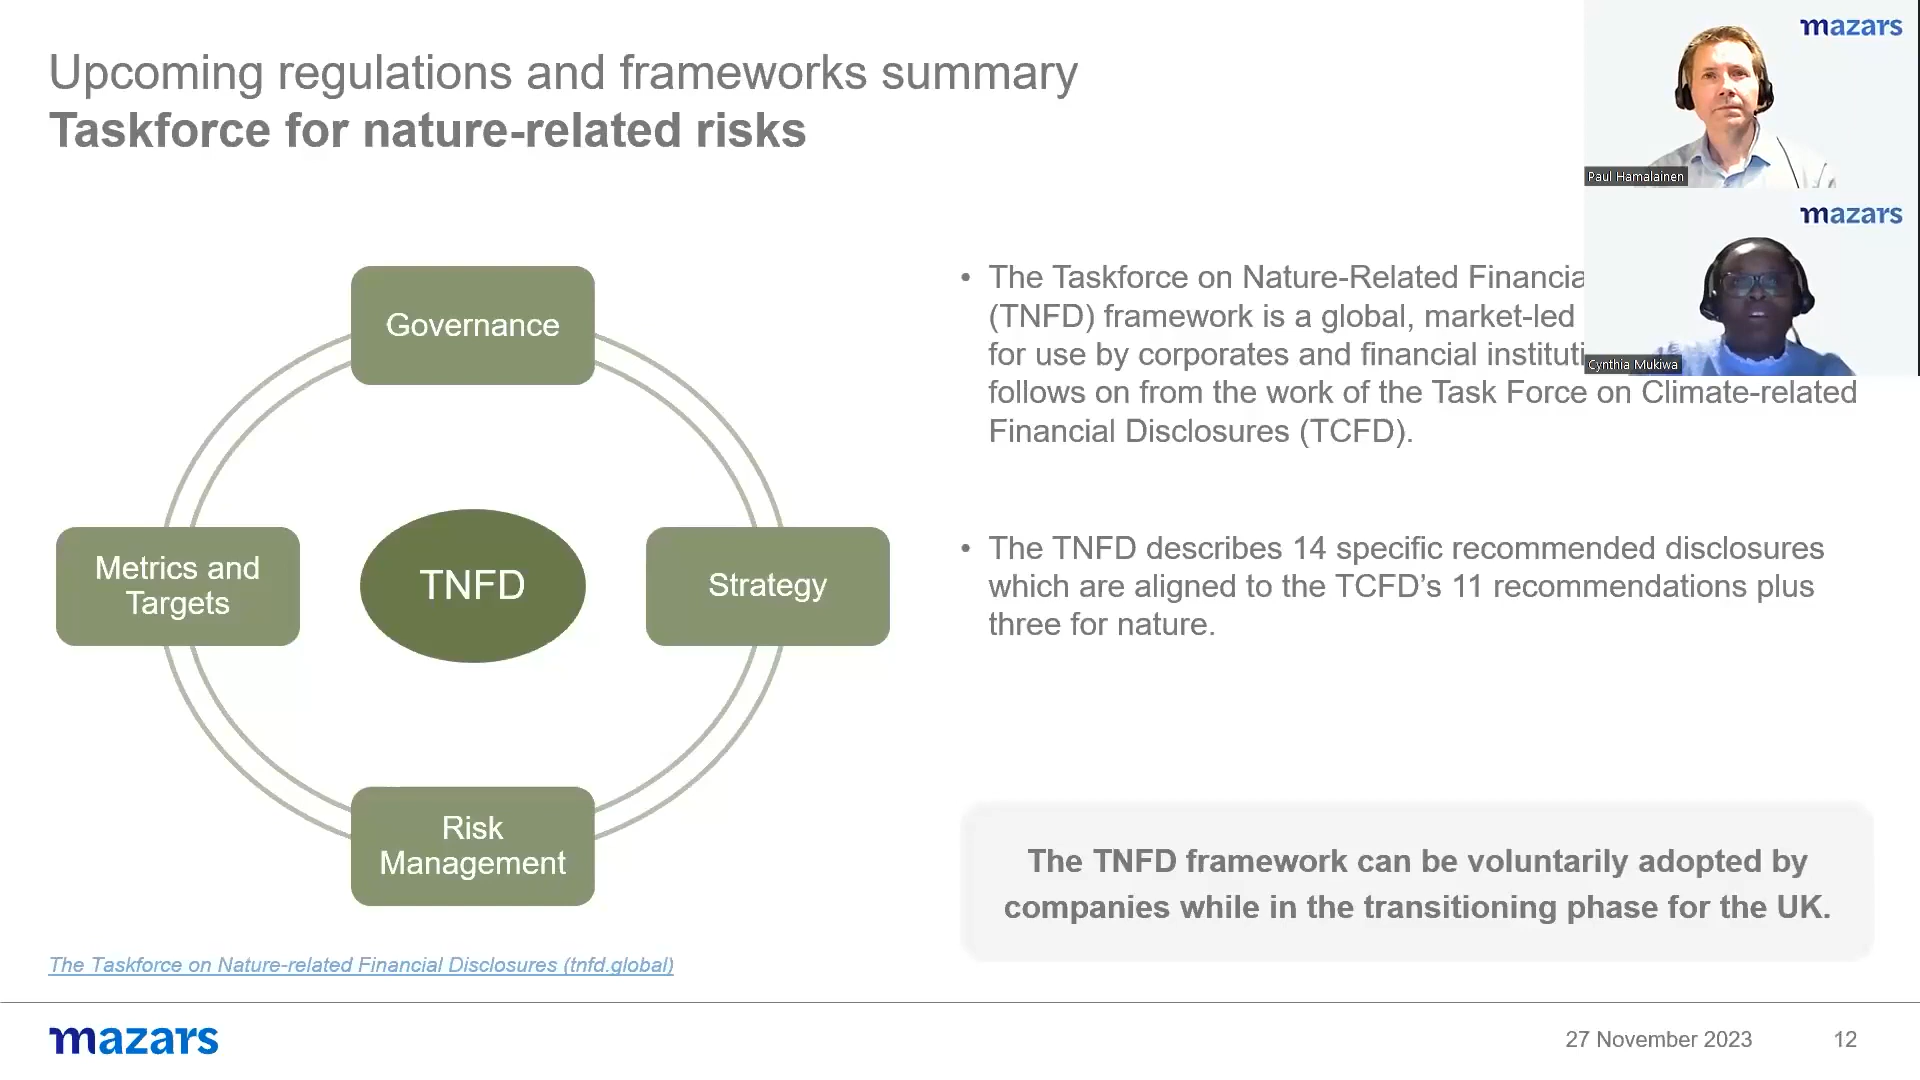 Upcoming regulations and frameworks summary
Taskforce for nature-related risks
mazars
Paul Hamalainen
mazars
Cynthia Mukiwa
Governance
Metrics and
Targets
TNFD
Strategy
Risk
Management
The Taskforce on Nature-related Financial Disclosures (tnfd.global)
• The Taskforce on Nature-Related
(TNFD) framework is a global, market-led
for use by corporates and financial
follows on from the work of the Task Force on Climate-related
Financial Disclosures (TCFD).
• The TNFD describes 14 specific recommended disclosures
which are aligned to the TCFD’s 11 recommendations plus
three for nature.
The TNFD framework can be voluntarily adopted by
companies while in the transitioning phase for the UK.
mazars
27 November 2023
12